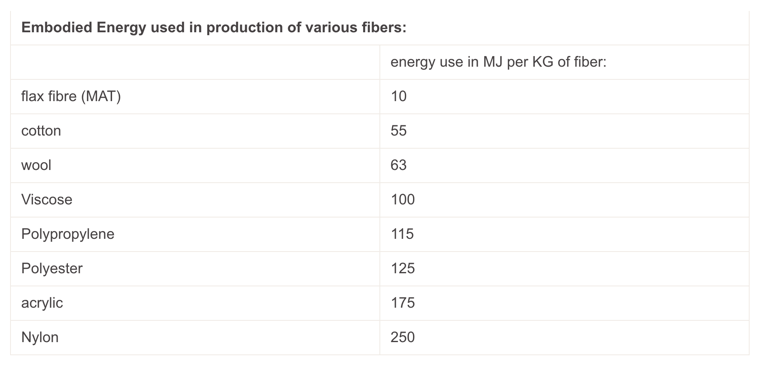 Embodied Energy used in production of various fibers:
energy use in MJ per KG of fiber:
flax fibre (MAT) 10
cotton 55
wool 63
Viscose 100
Polypropylene 115
Polyester 125
acrylic 175
Nylon 250